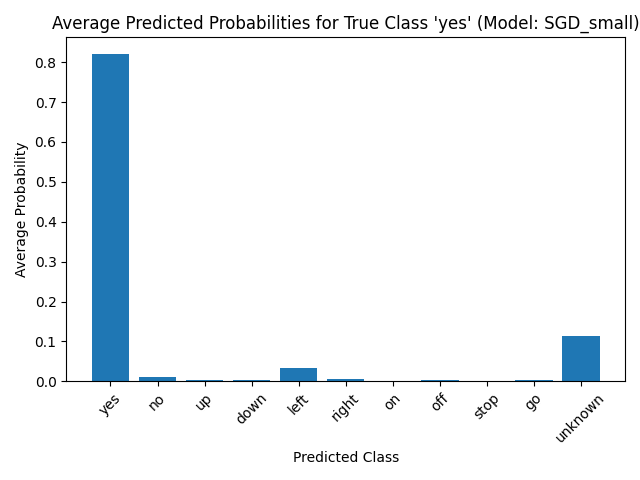 Average Predicted Probabilities for True Class 'yes' (Model: SGD_small)
Average Probability
0.8
0.7
0.6
0.5
0.4
0.3
0.2
0.1
0.0
yes
no
up
down
left
right
on
off
stop
go
unknown
Predicted Class